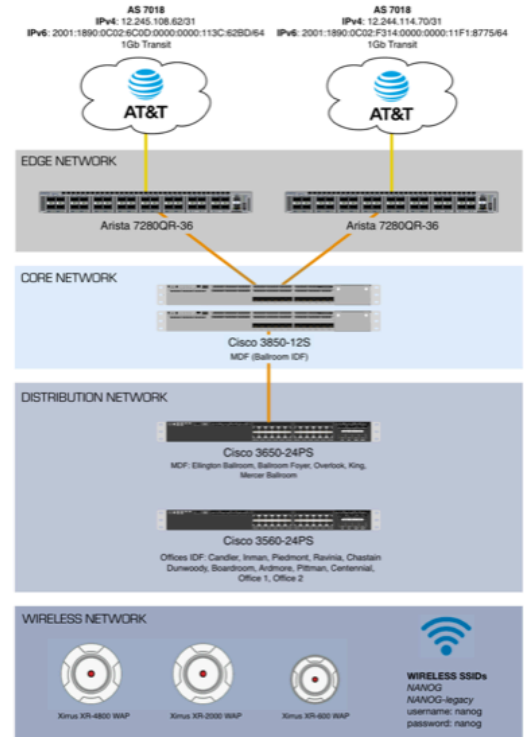 AS 7018
IPv4: 12.245.108.62/31
IPv6: 2001:1890:0C02:6C0D:0000:0000:113C:62BD/64
1Gb Transit
AS 7018
IPv4: 12.244.114.70/31
IPv6: 2001:1890:0C02:F314:0000:0000:11F1:8775/64
1Gb Transit
AT&T
AT&T
EDGE NETWORK
Arista 7280QR-36
Arista 7280QR-36
CORE NETWORK
Cisco 3850-12S
MDF (Ballroom IDF)
DISTRIBUTION NETWORK
Cisco 3650-24PS
MDF: Ellington Ballroom, Ballroom Foyer, Overlook, King,
Mercer Ballroom
Cisco 3560-24PS
Offices IDF: Candler, Inman, Piedmont, Ravinia, Chastain
Dunwoody, Boardroom, Ardmore, Pittman, Centennial,
Office 1, Office 2
WIRELESS NETWORK
Xirrus XR-4800 WAP
Xirrus XR-2000 WAP
Xirrus XR-600 WAP
WIRELESS SSIDs
NANOG
NANOG-legacy
username: nanog
password: nanog